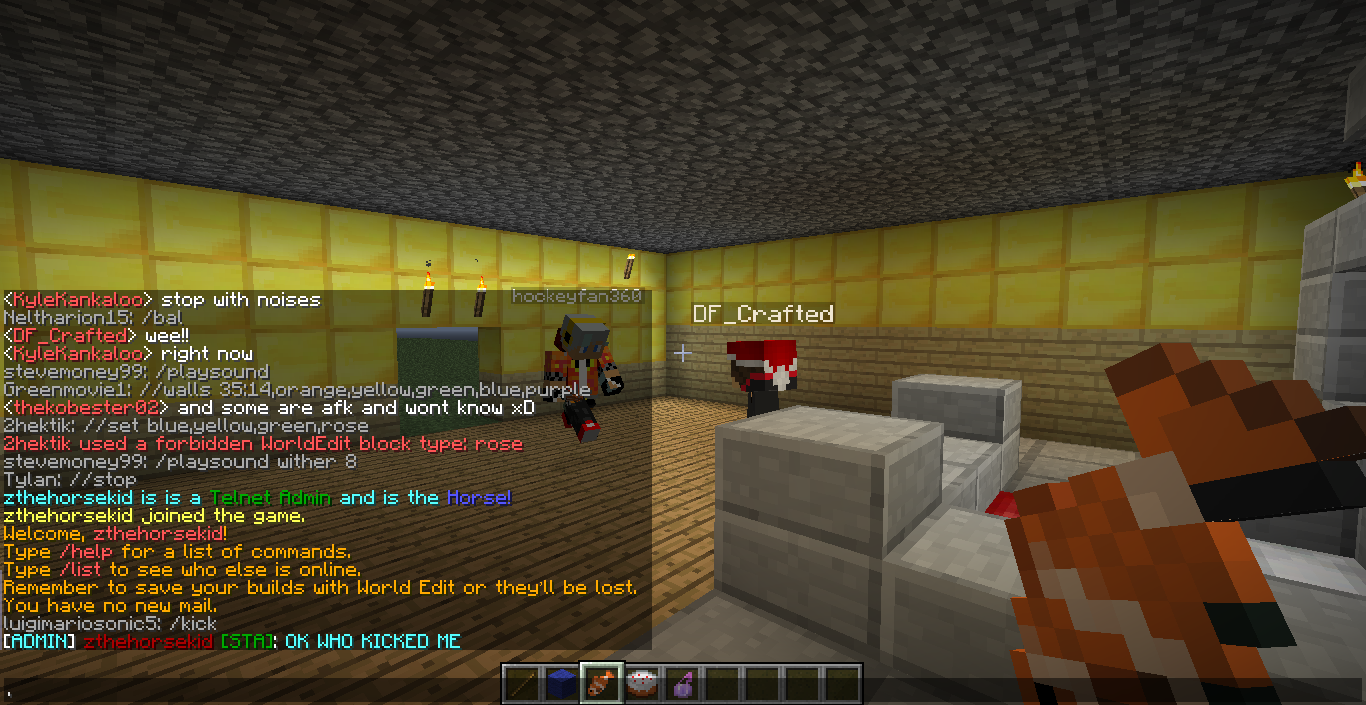 <KyleKankaloo> stop with noises
Neltharion15: /bal
<DF_Crafted> wee!!
<KyleKankaloo> right now
stevemoney99: /playsound
Greenmovie1: //walls 35:14,orange,yellow,green,blue,purple
<thekobester02> and some are afk and wont know xD
2hektik: //set blue,yellow,green,rose
2hektik used a forbidden WorldEdit block type: rose
stevemoney99: /playsound wither 8
Tylan: //stop
zthehorsekid is is a Telnet Admin and is the Horse!
zthehorsekid joined the game.
Welcome, zthehorsekid!
Type /help for a list of commands.
Type /list to see who else is online.
Remember to save your builds with World Edit or they'll be lost.
You have no new mail.
luigimariosonic5: /kick
[ADMIN] zthehorsekid [STA]: OK WHO KICKED ME
hockeyfan360
DF_Crafted